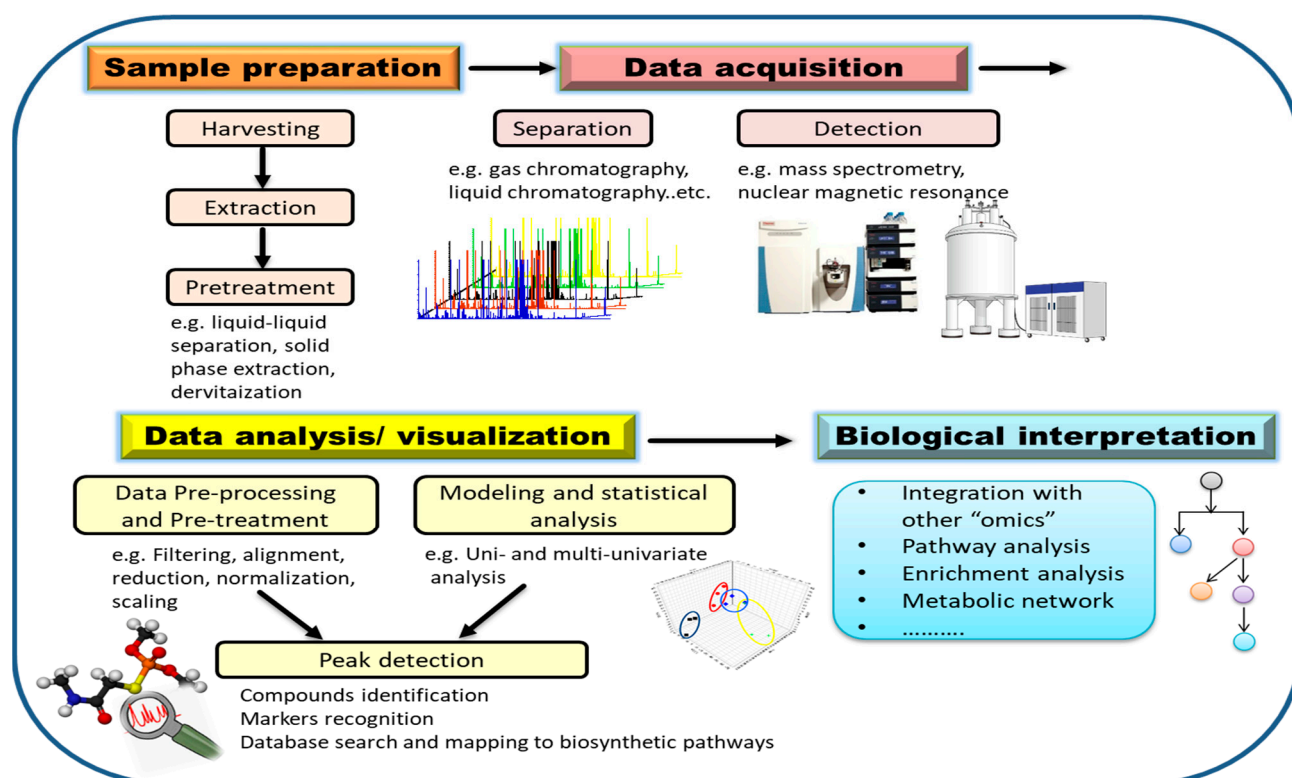 Sample preparation
Data acquisition
Harvesting
Extraction
Pretreatment
e.g. liquid-liquid
separation, solid
phase extraction,
dervitaization
Separation
e.g. gas chromatography,
liquid chromatography..etc.
Detection
e.g. mass spectrometry,
nuclear magnetic resonance
Data analysis/ visualization
Biological interpretation
Data Pre-processing
and Pre-treatment
e.g. Filtering, alignment,
reduction, normalization,
scaling
Modeling and statistical
analysis
e.g. Uni- and multi-univariate
analysis
Peak detection
Compounds identification
Markers recognition
Database search and mapping to biosynthetic pathways
• Integration with
other “omics”
• Pathway analysis
• Enrichment analysis
• Metabolic network
• ……….